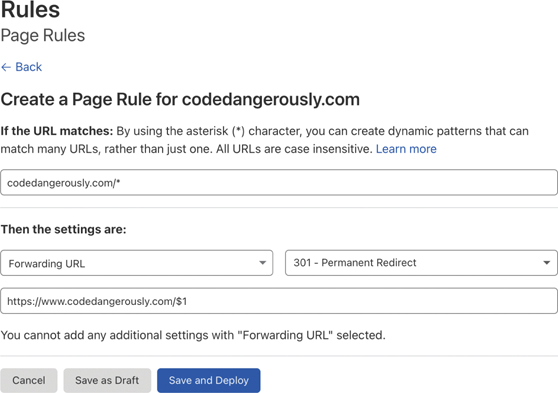 Rules
Page Rules
← Back
Create a Page Rule for codedangerously.com
If the URL matches: By using the asterisk (*) character, you can create dynamic patterns that can
match many URLs, rather than just one. All URLs are case insensitive. Learn more
codedangerously.com/*
Then the settings are:
Forwarding URL
301 - Permanent Redirect
https://www.codedangerously.com/$1
You cannot add any additional settings with "Forwarding URL" selected.
Cancel
Save as Draft
Save and Deploy